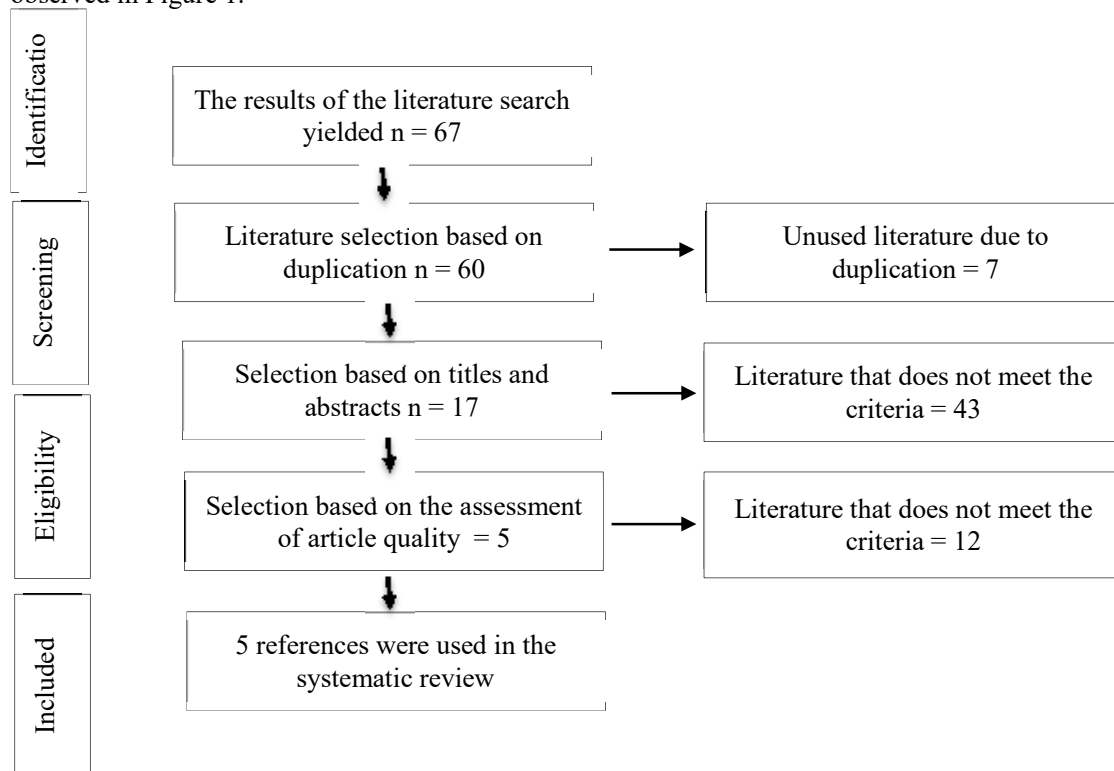 observed in Figure 1.
Identificatio
The results of the literature search
yielded n = 67
Screening
Literature selection based on
duplication n = 60
Unused literature due to
duplication = 7
Selection based on titles and
abstracts n = 17
Literature that does not meet the
criteria = 43
Eligibility
Selection based on the assessment
of article quality = 5
Literature that does not meet the
criteria = 12
Included
5 references were used in the
systematic review